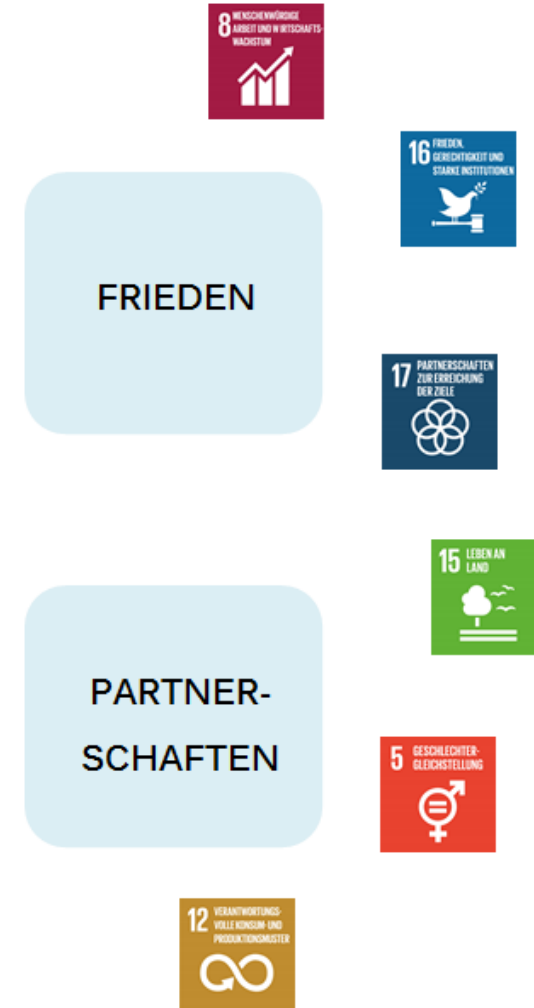 8 MENSCHENWÜRDIGE
ARBEIT UND WIRTSCHAFTS-
WACHSTUM
16 FRIEDEN,
GERECHTIGKEIT UND
STARKE INSTITUTIONEN
FRIEDEN
17 PARTNERSCHAFTEN
ZUR ERREICHUNG
DER ZIELE
15 LEBEN AN
LAND
PARTNER-
SCHAFTEN
5 GESCHLECHTER-
GLEICHSTELLUNG
12 VERANTWORTUNGS-
VOLLE KONSUM- UND
PRODUKTIONSMUSTER